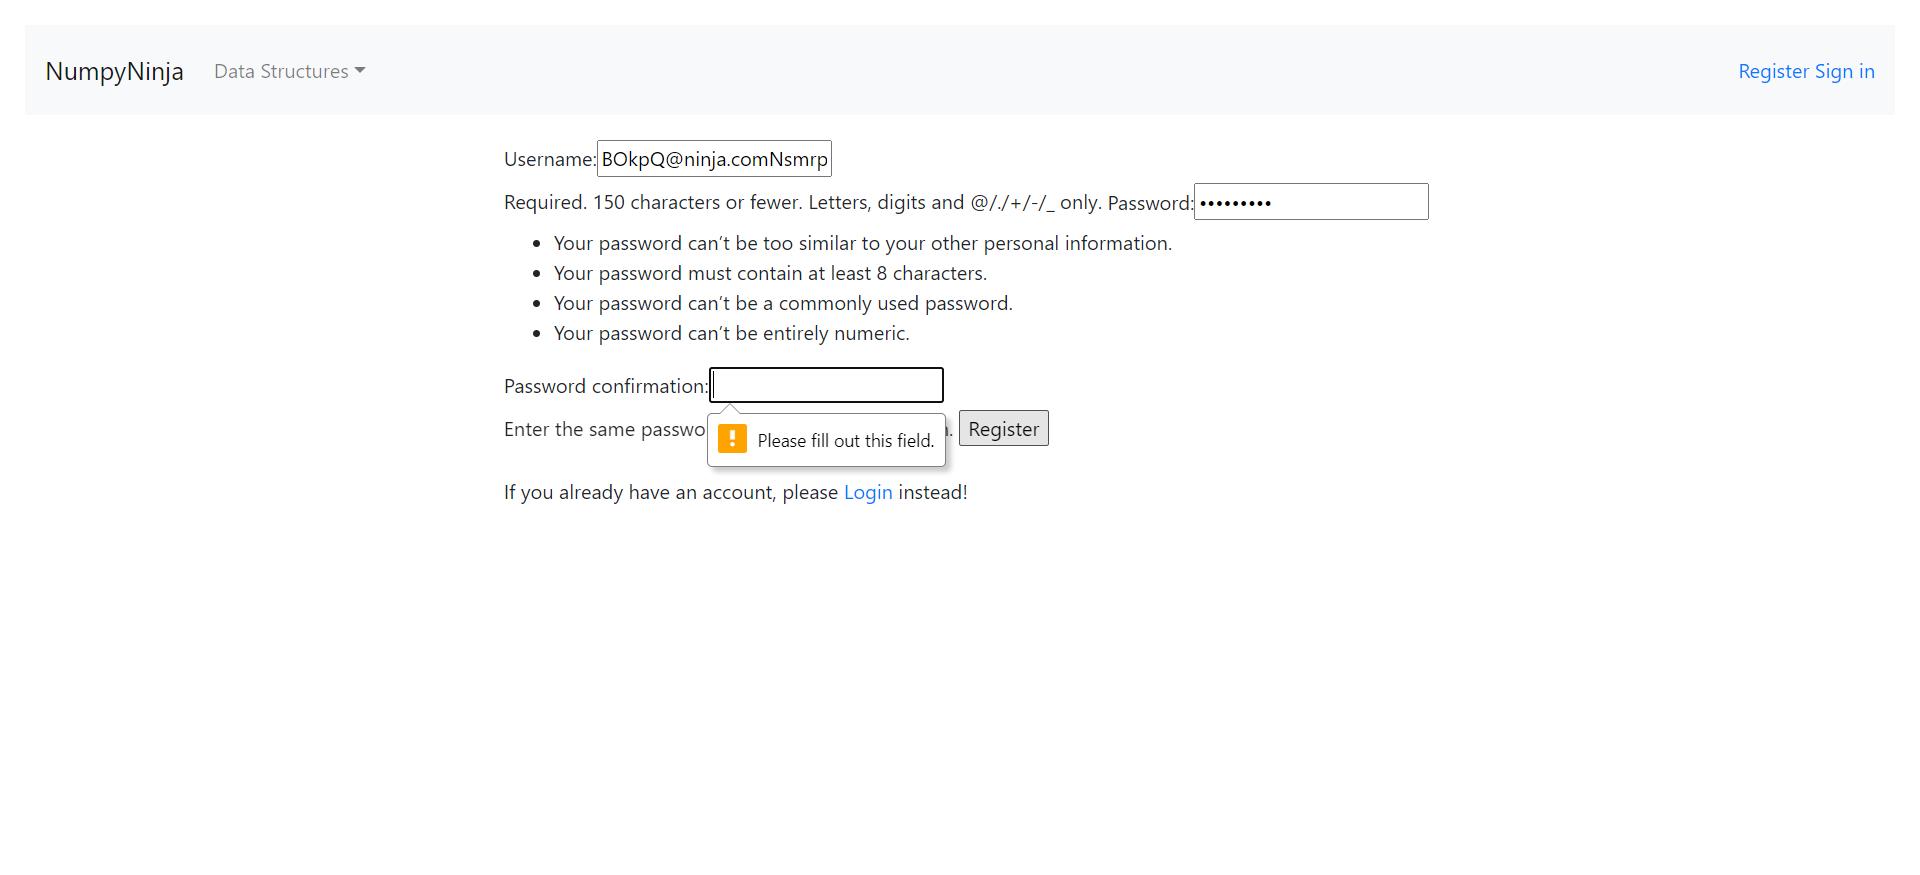 NumpyNinja Data Structures Register Sign in
Username: BOkpQ@ninja.comNsmrp
Required. 150 characters or fewer. Letters, digits and @/./+/-/_ only. Password: •••••••••
• Your password can’t be too similar to your other personal information.
• Your password must contain at least 8 characters.
• Your password can’t be a commonly used password.
• Your password can’t be entirely numeric.
Password confirmation:
Enter the same Register
Please fill out this field.
If you already have an account, please Login instead!